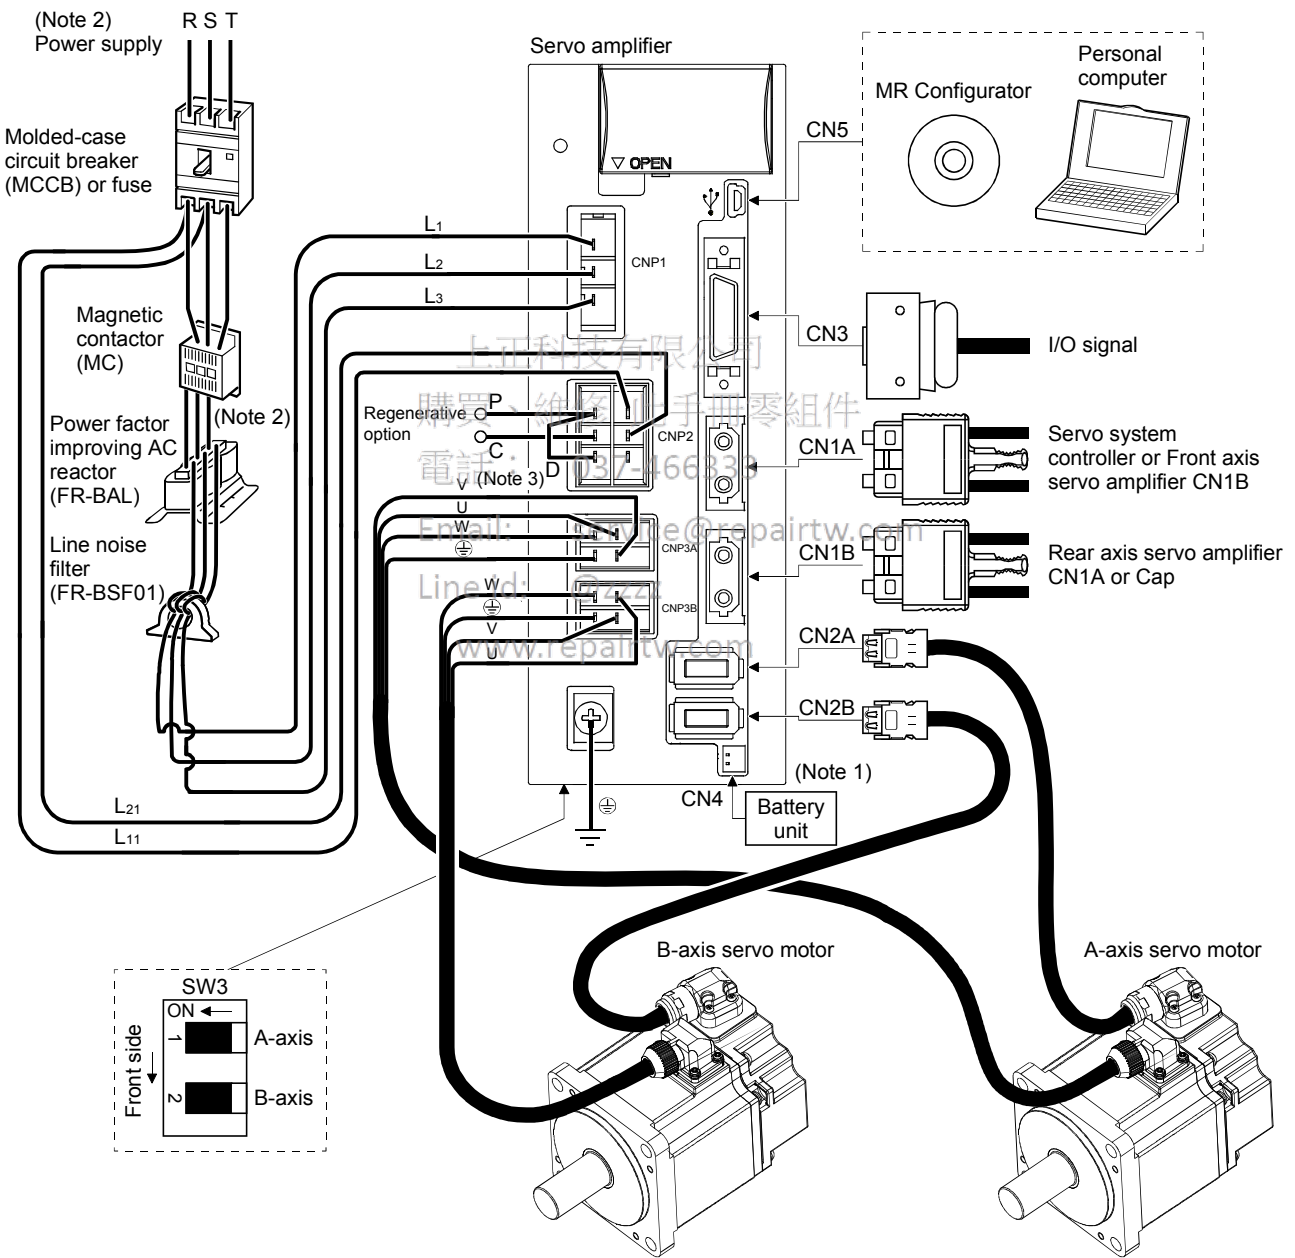 (Note 2)
Power supply
R S T
Servo amplifier
Molded-case
circuit breaker
(MCCB) or fuse
OPEN
CN5
MR Configurator
Personal
computer
L1
L2
L3
CNP1
Magnetic
contactor
(MC)
(Note 2)
CN3
I/O signal
上正科技有限公司
購買、維修 此手冊零組件
電話： 037-466333
Email: service@repairtw.com
Line id: @zzzz
www.repairtw.com
Regenerative
option
P
C
D
(Note 3)
CNP2
Power factor
improving AC
reactor
(FR-BAL)
CN1A
Servo system
controller or Front axis
servo amplifier CN1B
V
U
W
CNP3A
Line noise
filter
(FR-BSF01)
CN1B
Rear axis servo amplifier
CN1A or Cap
W
V
U
CNP3B
CN2A
CN2B
(Note 1)
CN4
Battery
unit
L21
L11
B-axis servo motor
A-axis servo motor
SW3
ON
1
A-axis
2
B-axis
Front side